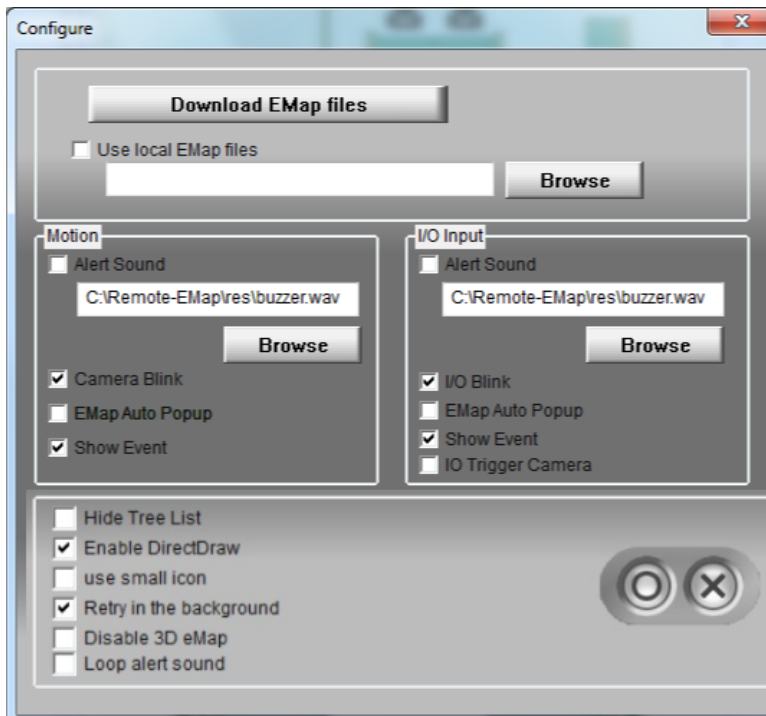 Configure
Download EMap files
Use local EMap files
Browse
Motion
Alert Sound
C:\Remote-EMap\res\buzzer.wav
Browse
Camera Blink
EMap Auto Popup
Show Event
I/O Input
Alert Sound
C:\Remote-EMap\res\buzzer.wav
Browse
I/O Blink
EMap Auto Popup
Show Event
IO Trigger Camera
Hide Tree List
Enable DirectDraw
use small icon
Retry in the background
Disable 3D eMap
Loop alert sound